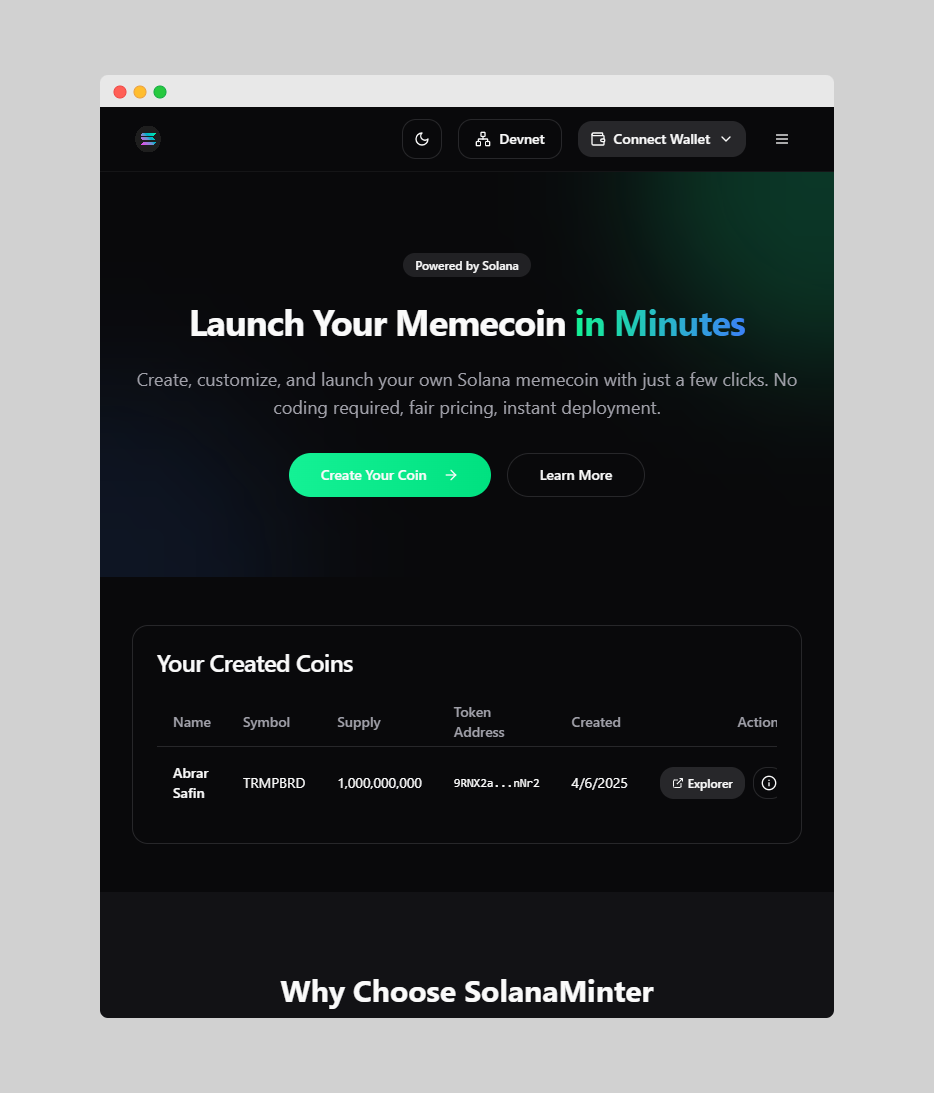 Devnet
Connect Wallet
Powered by Solana
Launch Your Memecoin in Minutes
Create, customize, and launch your own Solana memecoin with just a few clicks. No
coding required, fair pricing, instant deployment.
Create Your Coin
Learn More
Your Created Coins
Name Symbol Supply Token Address Created Action
Abrar Safin TRMPBRD 1,000,000,000 9RNX2a...nNr2 4/6/2025 Explorer
Why Choose SolanaMinter